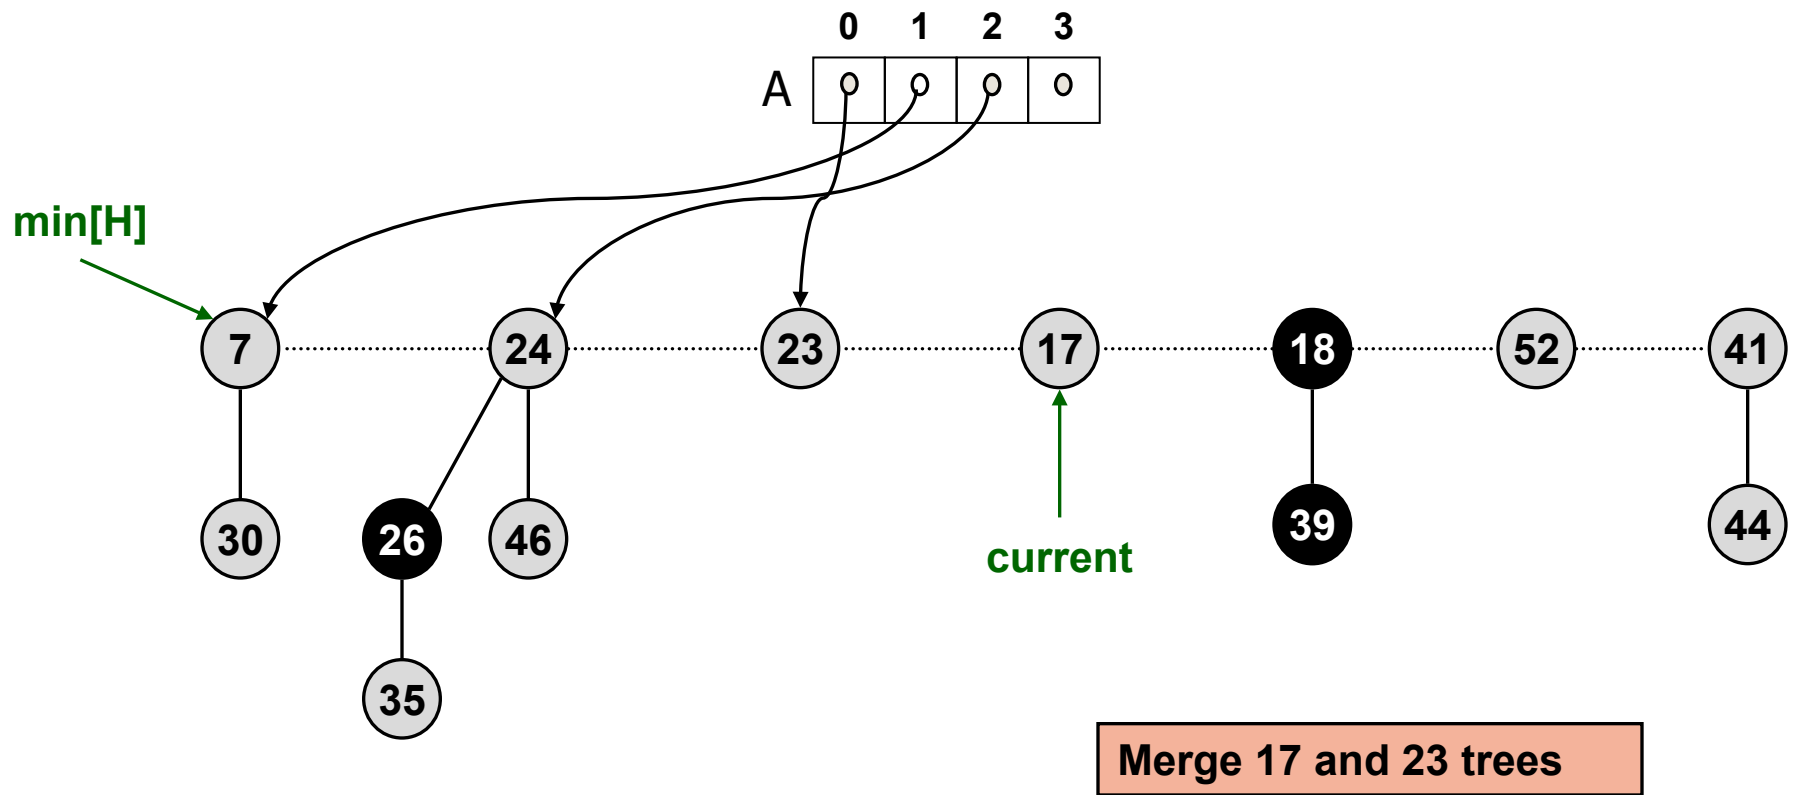 0 1 2 3
A
min[H]
7 24 23 17 18 52 41
30 26 46 39 44
current
35
Merge 17 and 23 trees